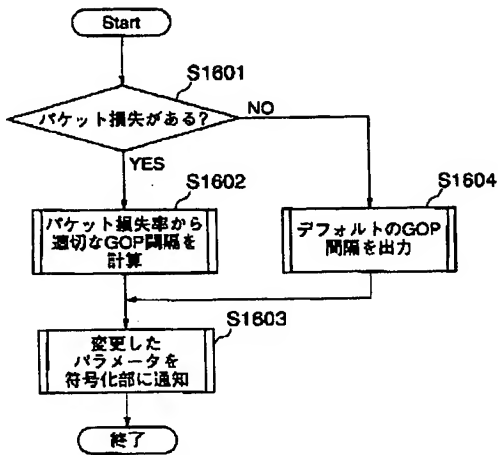 Start
S1601
パケット損失がある?
NO
YES
S1602
S1604
パケット損失率から
適切なGOP間隔を
計算
デフォルトのGOP
間隔を出力
S1603
変更した
パラメータを
符号化部に通知
終了